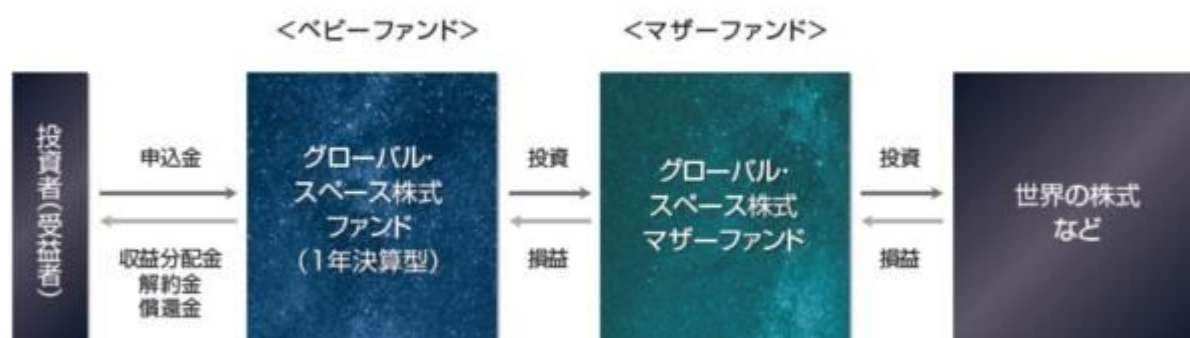 <ベビーファンド>
<マザーファンド>
投資者(受益者)
申込金
収益分配金
解約金
償還金
グローバル・
スペース株式
ファンド
(1年決算型)
投資
損益
グローバル・
スペース株式
マザーファンド
投資
損益
世界の株式
など